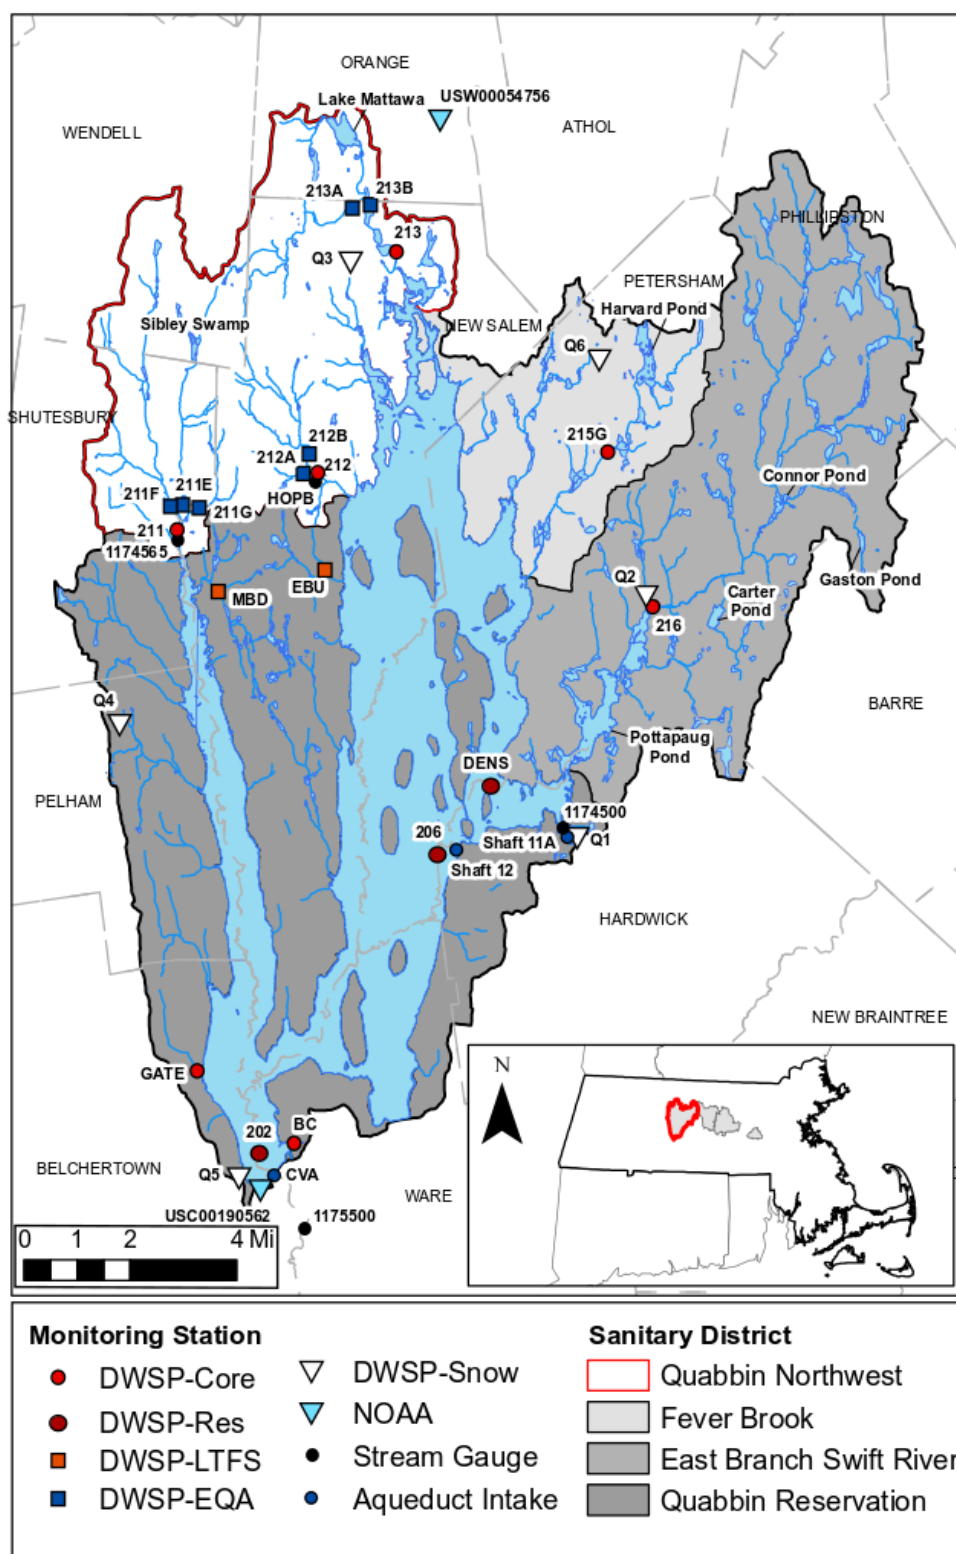 ORANGE
Lake Mattawa
USW00054756
WENDELL
ATHOL
213A
213B
PHILLIPSTON
213
Q3
PETERSHAM
Harvard Pond
Sibley Swamp
NEW SALEM
Q6
SHUTESBURY
212B
215G
212A
212
Connor Pond
211E
211F
HOPB
211G
211
1174565
Gaston Pond
EBU
Q2
Carter
Pond
MBD
216
Q4
BARRE
Pottapaug
Pond
DENS
PELHAM
1174500
206
Shaft 11A
Q1
Shaft 12
HARDWICK
NEW BRAINTREE
N
GATE
BC
202
BELCHERTOWN
Q5
CVA
WARE
USC00190562
1175500
0 1 2 4 Mi
Monitoring Station
DWSP-Core
DWSP-Res
DWSP-LTFS
DWSP-EQA
DWSP-Snow
NOAA
Stream Gauge
Aqueduct Intake
Sanitary District
Quabbin Northwest
Fever Brook
East Branch Swift River
Quabbin Reservation